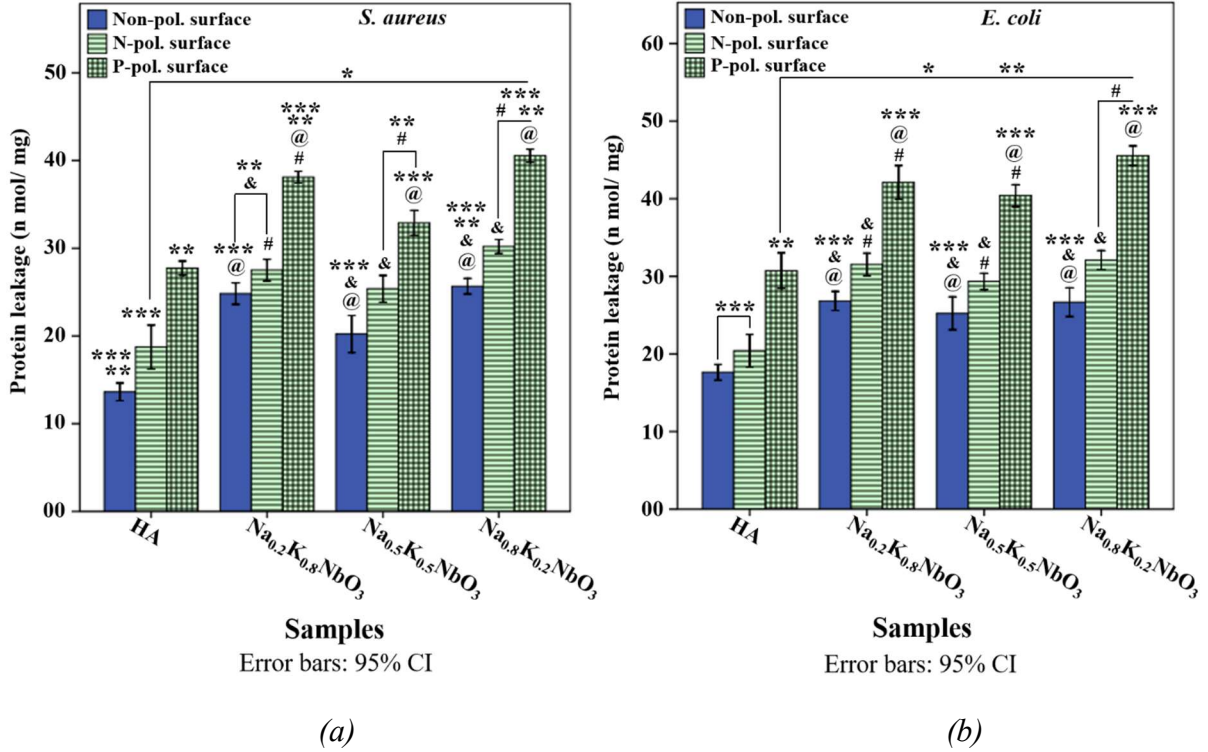 S. aureus
Non-pol. surface
N-pol. surface
P-pol. surface
Protein leakage (n mol/ mg)
50
40
30
20
10
00
*
***
**
***
**
**
&
***
@
#
***
**
@
#
***
&
@
&
**
#
***
@
***
**
&
@
&
#
***
**
@
HA
Na0.2K0.8NbO3
Na0.5K0.5NbO3
Na0.8K0.2NbO3
Samples
Error bars: 95% CI
(a)
E. coli
Non-pol. surface
N-pol. surface
P-pol. surface
Protein leakage (n mol/ mg)
60
50
40
30
20
10
00
* **
***
**
***
&
@
&
#
***
@
#
***
&
@
&
#
***
@
#
***
&
@
&
#
***
@
HA
Na0.2K0.8NbO3
Na0.5K0.5NbO3
Na0.8K0.2NbO3
Samples
Error bars: 95% CI
(b)